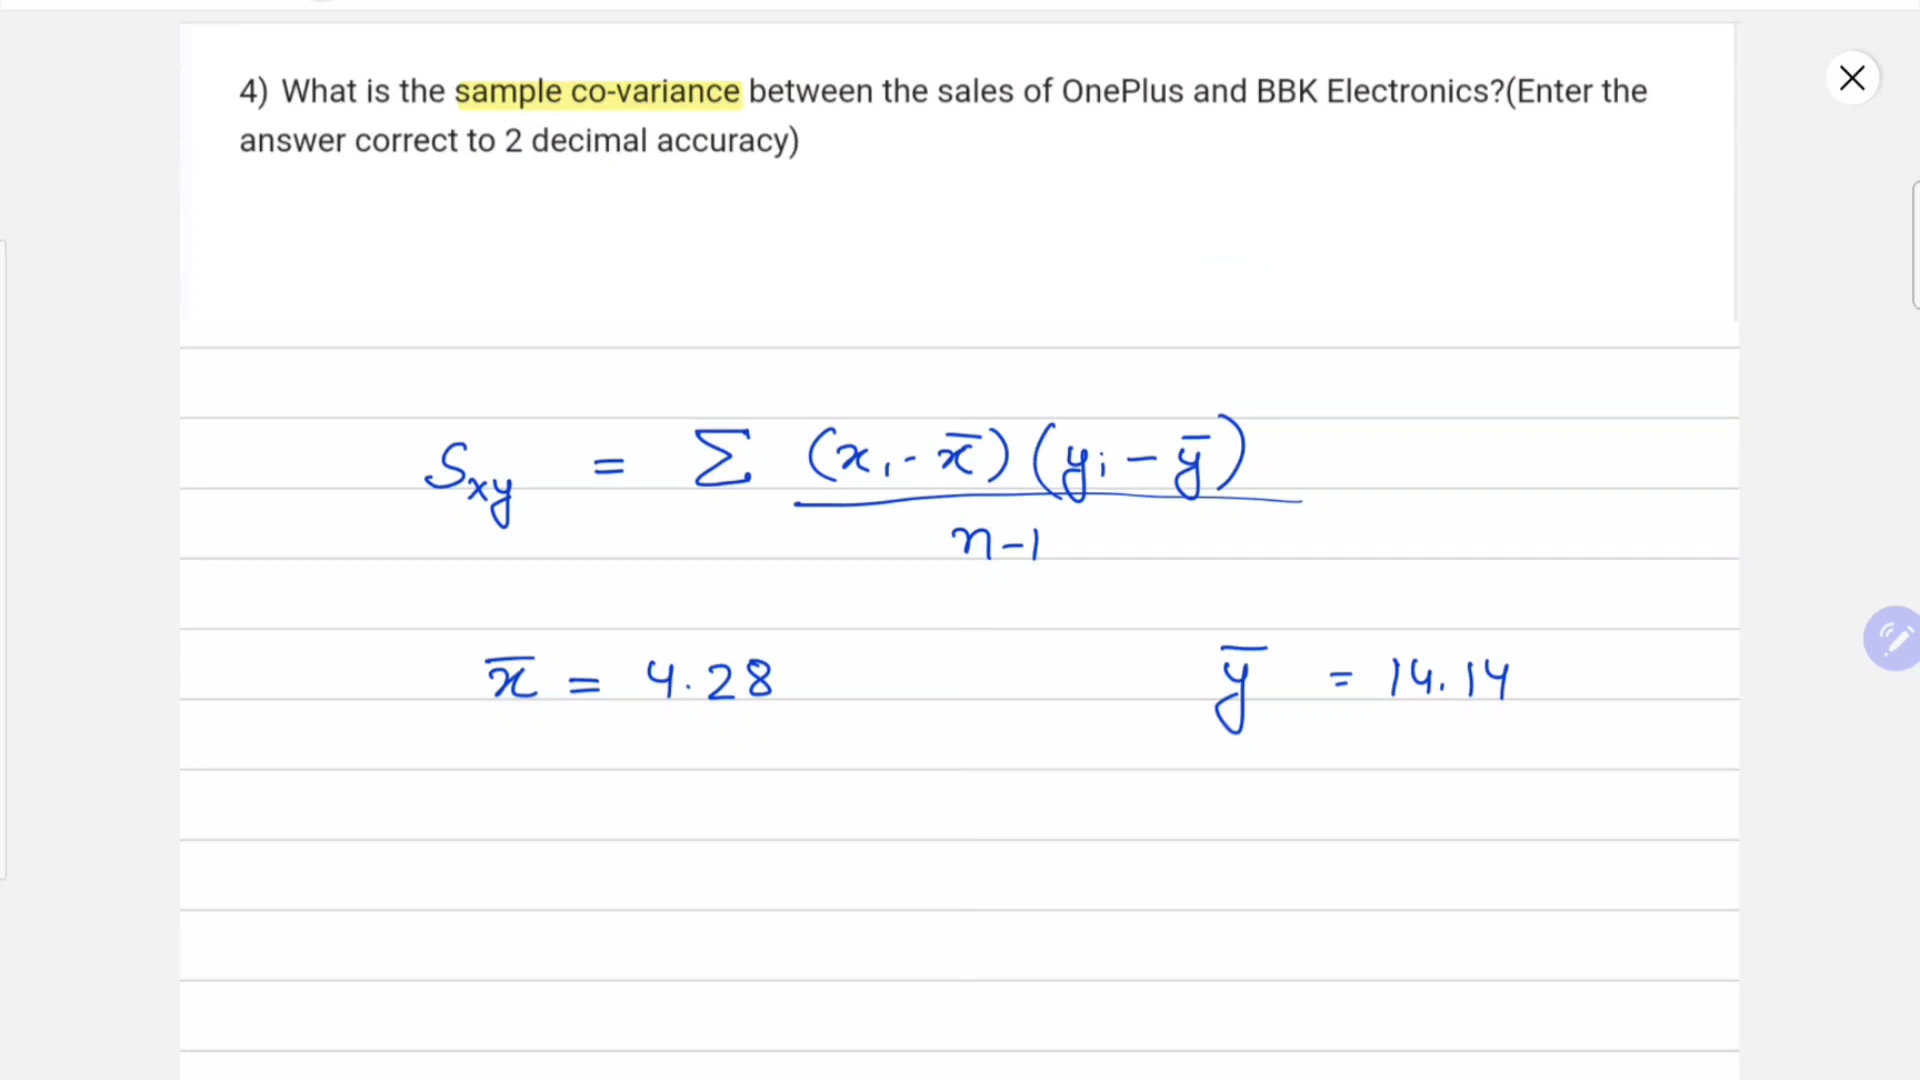 4) What is the sample co-variance between the sales of OnePlus and BBK Electronics?(Enter the
answer correct to 2 decimal accuracy)
Sxy = Σ (x₁ - x̄)(yi - ȳ)
n-1
x̄ = 4.28 ȳ = 14.14